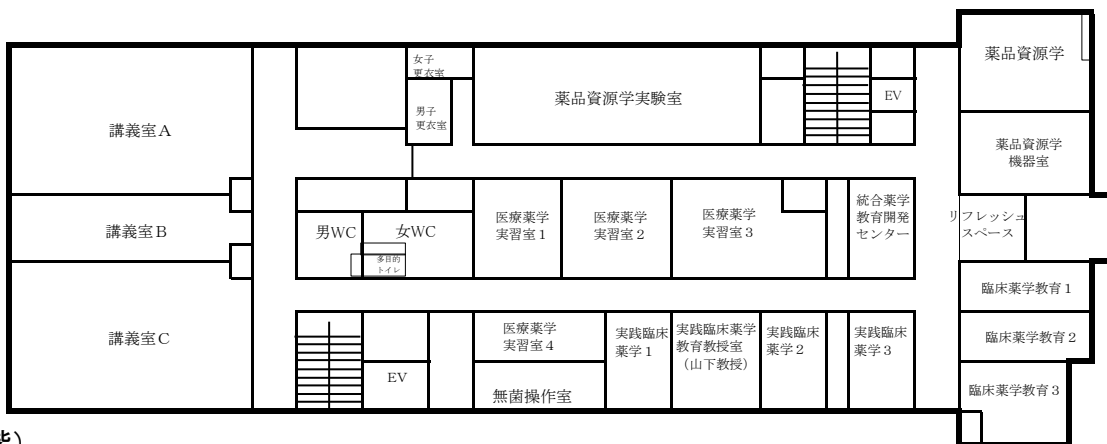 女子
更衣室
薬品資源学
薬品資源学実験室
EV
男子
更衣室
講義室A
薬品資源学
機器室
統合薬学
教育開発
センター
医療薬学
実習室1
医療薬学
実習室2
医療薬学
実習室3
リフレッシュ
スペース
講義室B
男WC
女WC
多目的
トイレ
臨床薬学教育1
医療薬学
実習室4
実践臨床
薬学1
実践臨床薬学
教育教授室
(山下教授)
実践臨床
薬学2
実践臨床
薬学3
臨床薬学教育2
講義室C
EV
無菌操作室
臨床薬学教育3